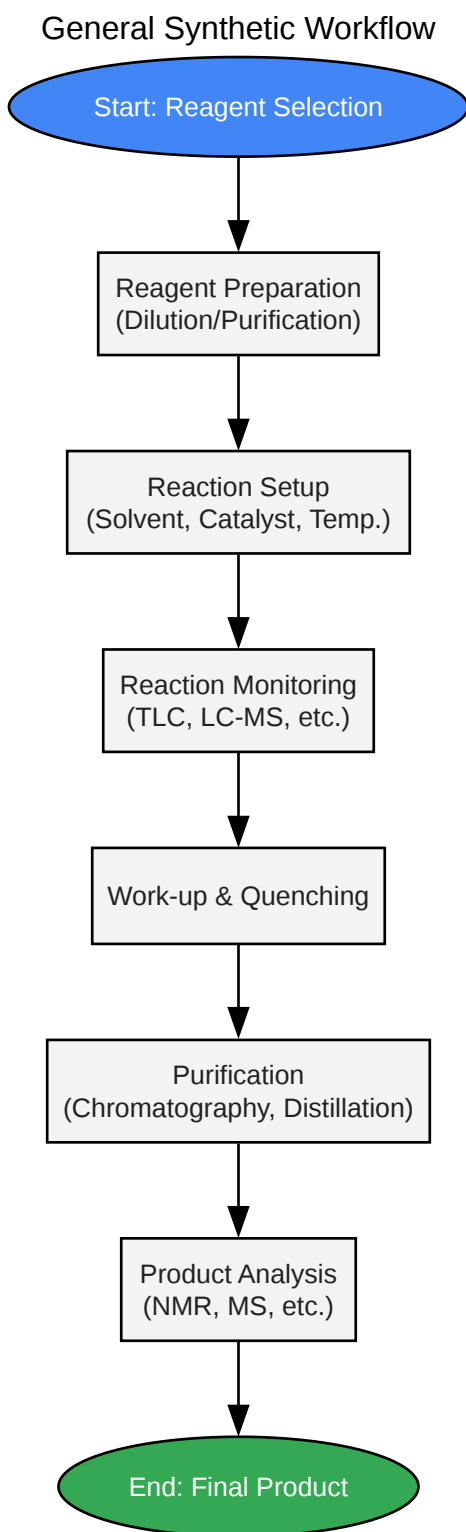 General Synthetic Workflow
Start: Reagent Selection
Reagent Preparation
(Dilution/Purification)
Reaction Setup
(Solvent, Catalyst, Temp.)
Reaction Monitoring
(TLC, LC-MS, etc.)
Work-up & Quenching
Purification
(Chromatography, Distillation)
Product Analysis
(NMR, MS, etc.)
End: Final Product